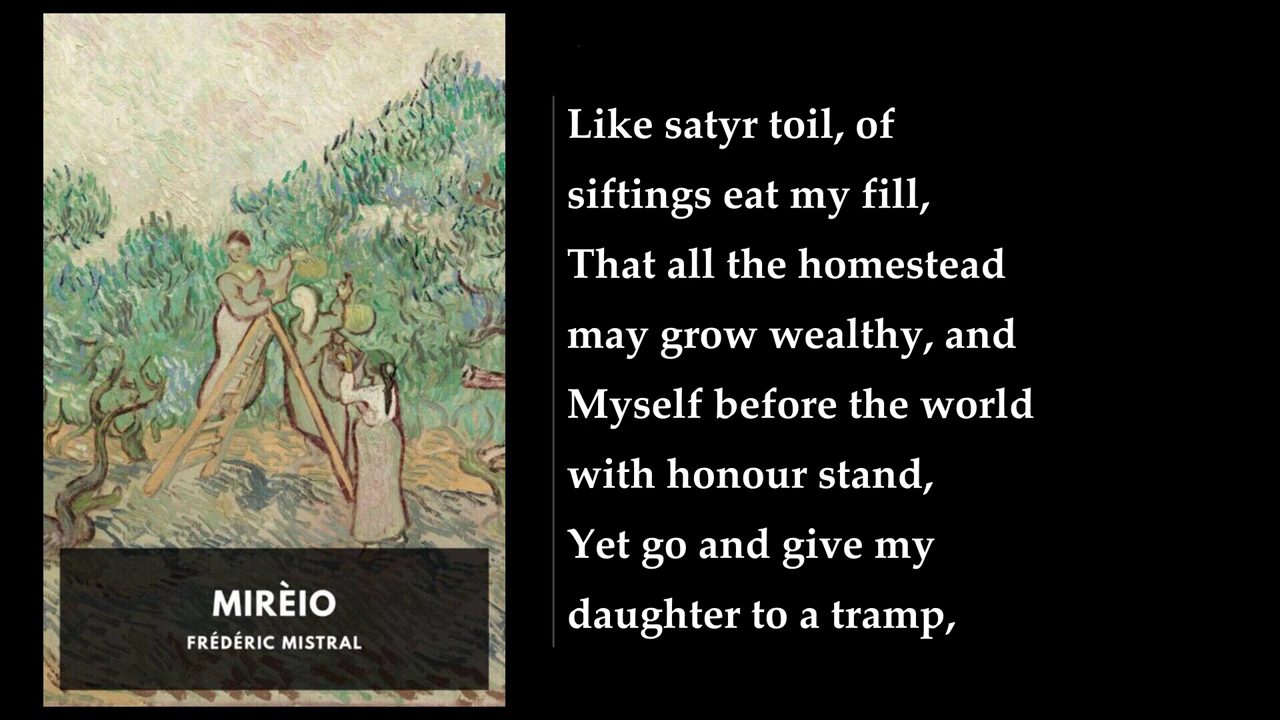 MIRÈIO
FRÉDÉRIC MISTRAL
Like satyr toil, of
siftings eat my fill,
That all the homestead
may grow wealthy, and
Myself before the world
with honour stand,
Yet go and give my
daughter to a tramp,